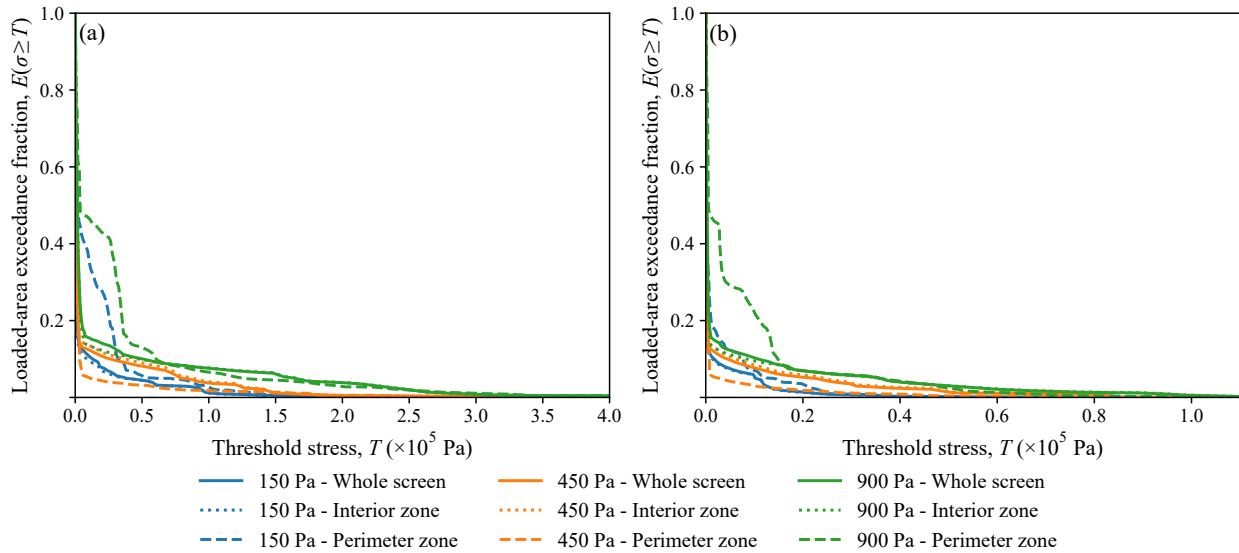 (a)
Loaded-area exceedance fraction, E(σ≥T)
1.0
0.8
0.6
0.4
0.2
0.0 0.5 1.0 1.5 2.0 2.5 3.0 3.5 4.0
Threshold stress, T (×10⁵ Pa)
(b)
Loaded-area exceedance fraction, E(σ≥T)
1.0
0.8
0.6
0.4
0.2
0.0 0.2 0.4 0.6 0.8 1.0
Threshold stress, T (×10⁵ Pa)
150 Pa - Whole screen
150 Pa - Interior zone
150 Pa - Perimeter zone
450 Pa - Whole screen
450 Pa - Interior zone
450 Pa - Perimeter zone
900 Pa - Whole screen
900 Pa - Interior zone
900 Pa - Perimeter zone